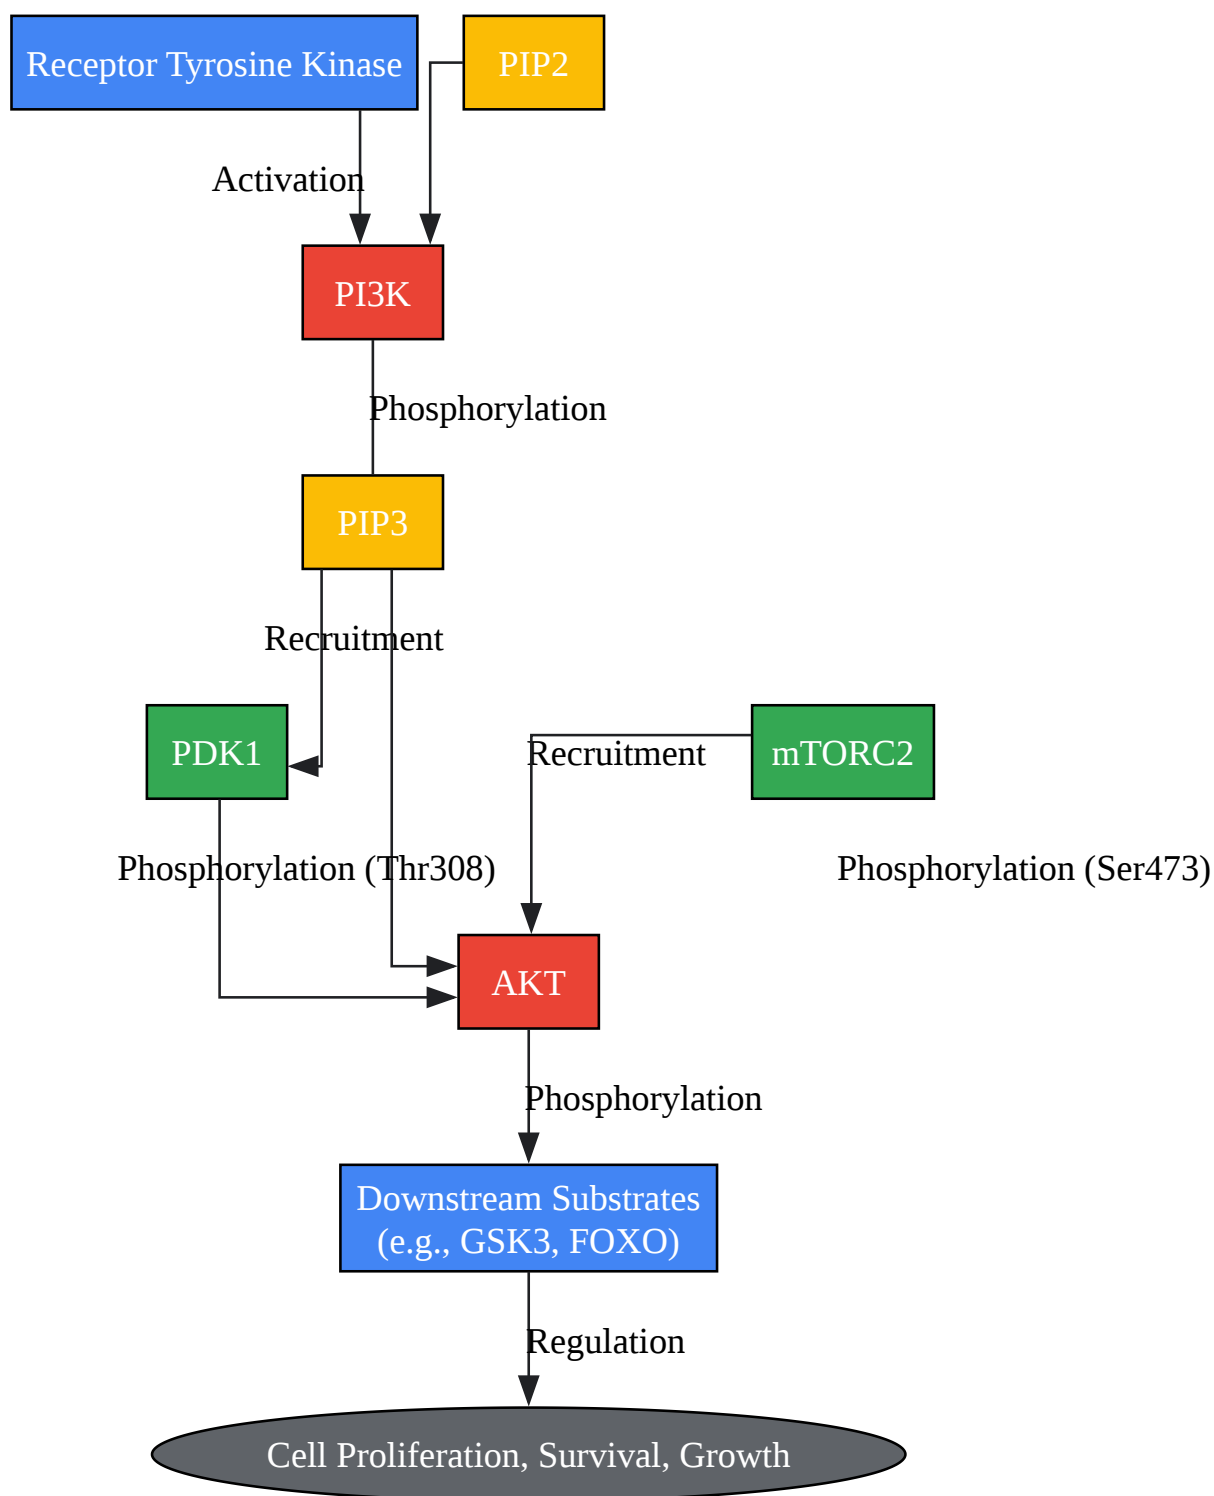 Receptor Tyrosine Kinase
PIP2
Activation
PI3K
Phosphorylation
PIP3
Recruitment
PDK1
Recruitment
mTORC2
Phosphorylation (Thr308)
Phosphorylation (Ser473)
AKT
Phosphorylation
Downstream Substrates
(e.g., GSK3, FOXO)
Regulation
Cell Proliferation, Survival, Growth